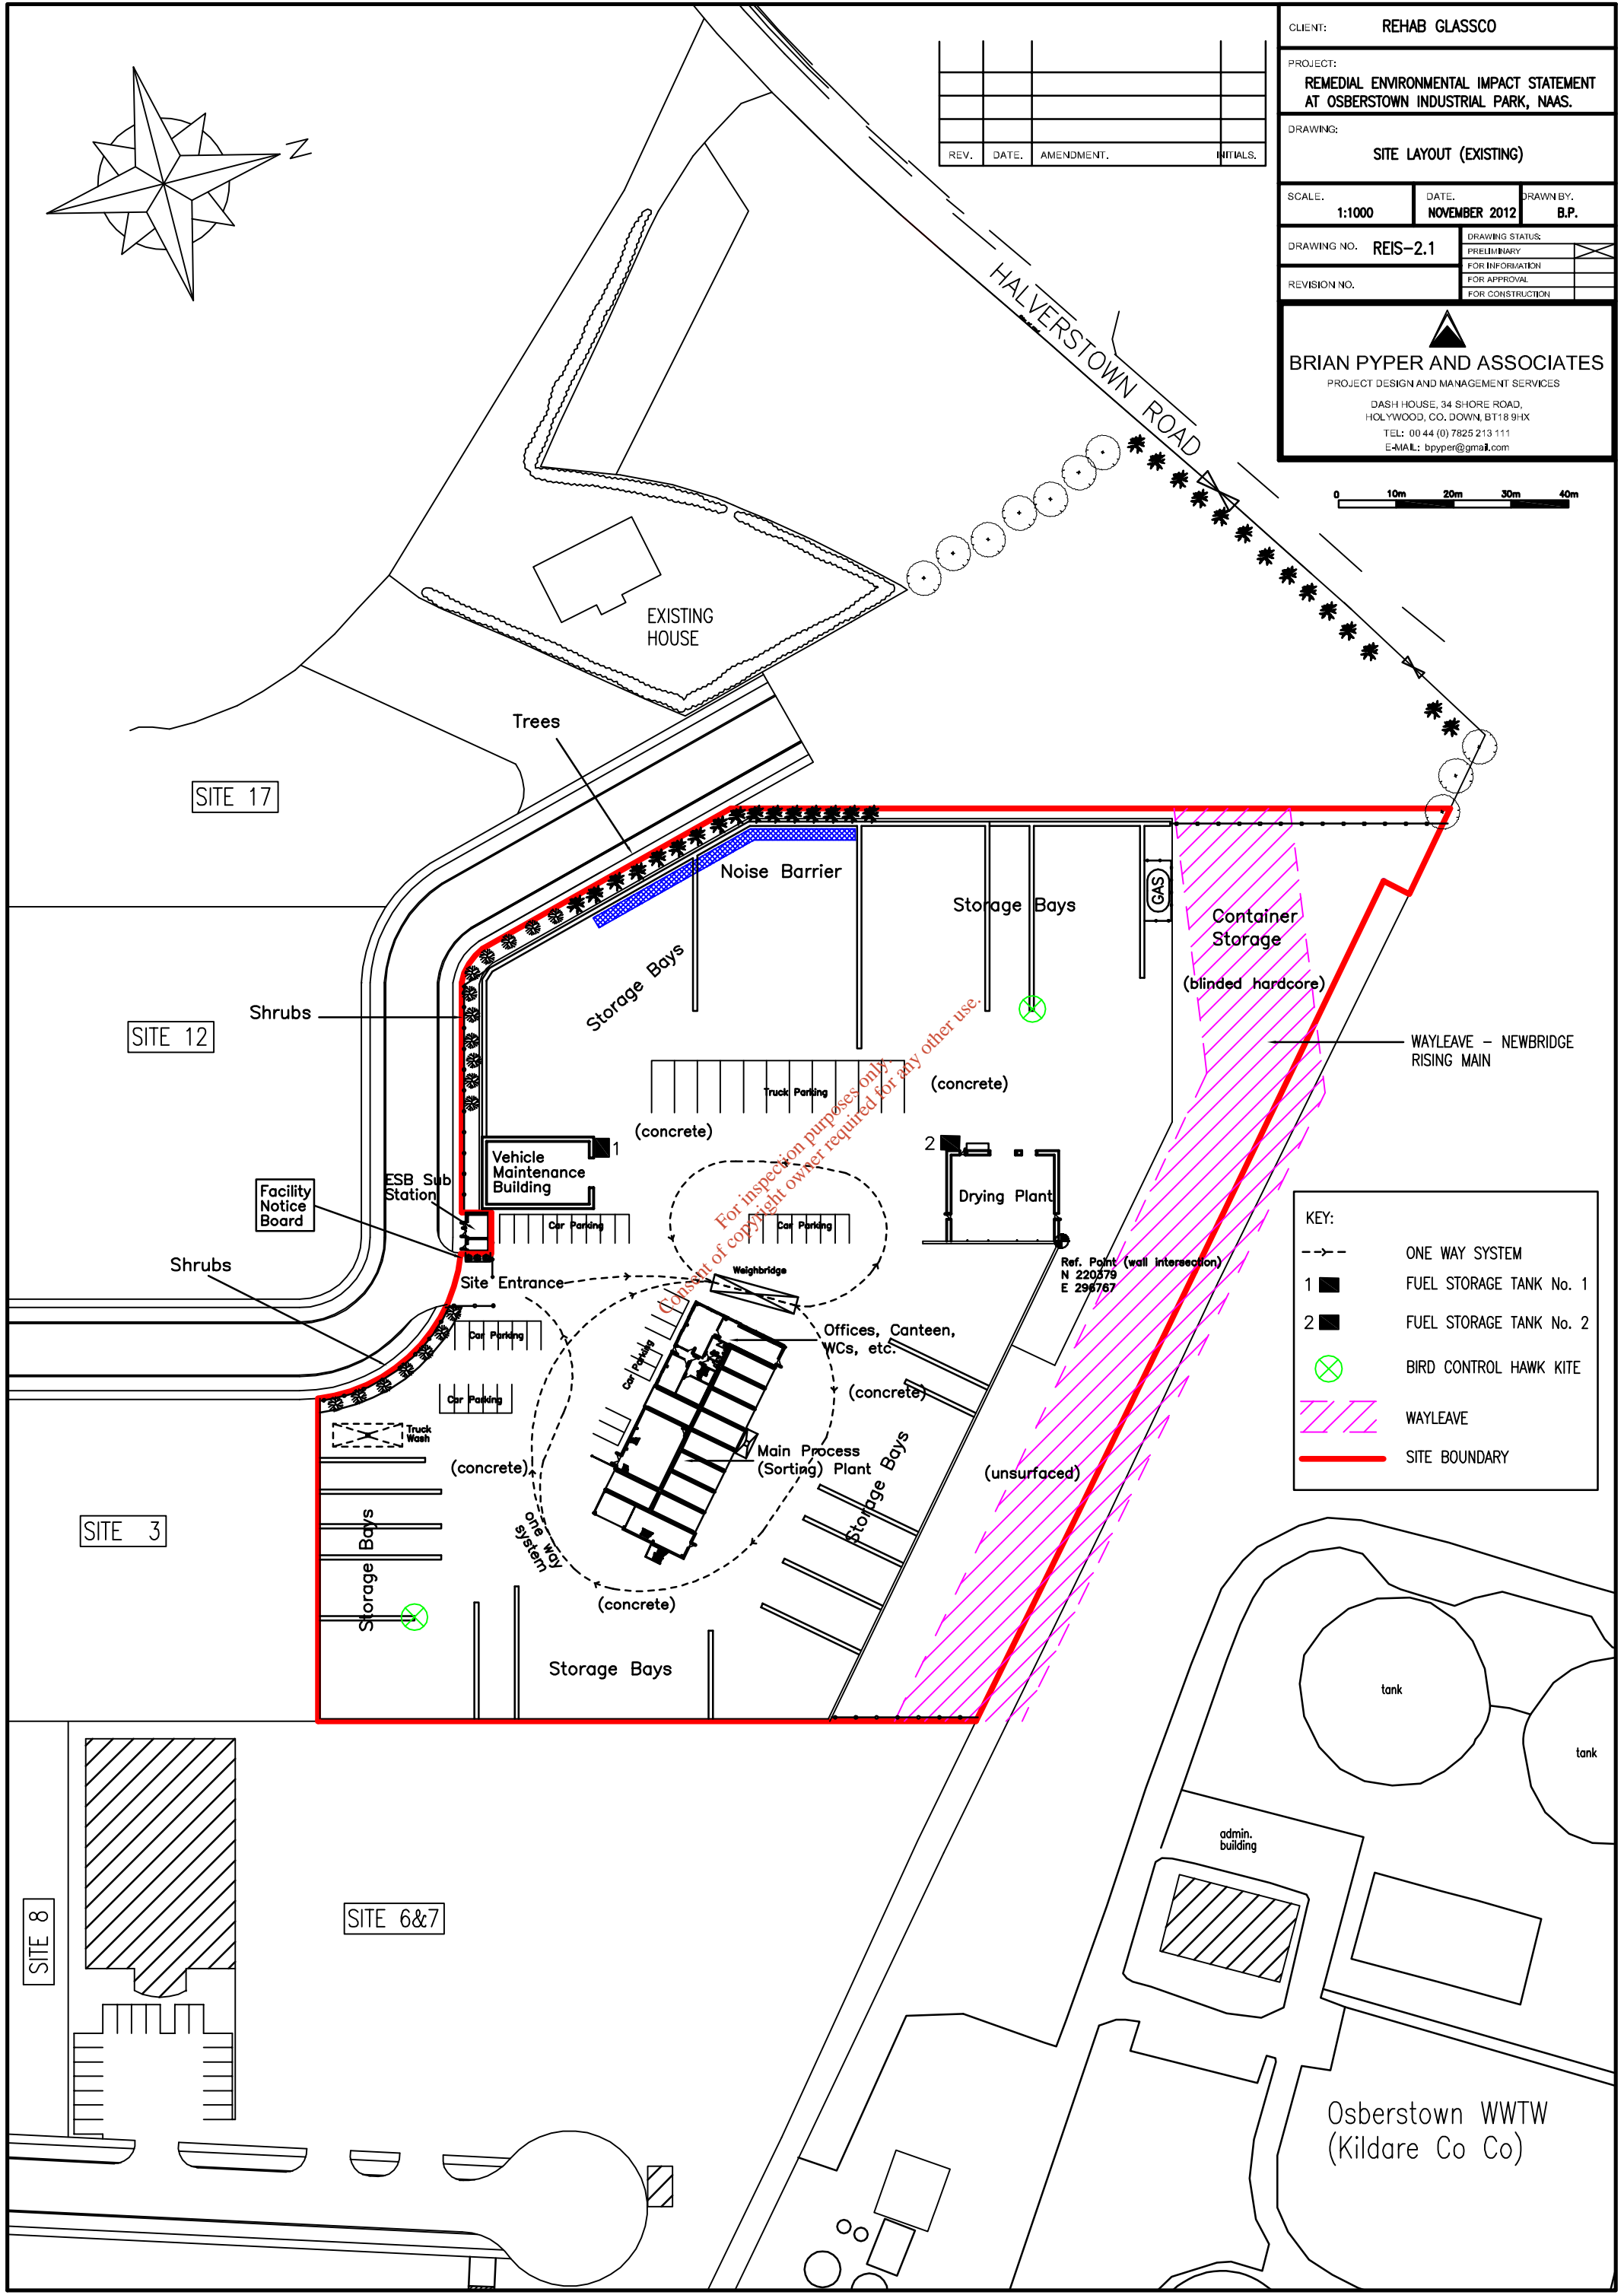 CLIENT: REHAB GLASSCO
PROJECT:
REMEDIAL ENVIRONMENTAL IMPACT STATEMENT
AT OSBERSTOWN INDUSTRIAL PARK, NAAS.
DRAWING:
SITE LAYOUT (EXISTING)
SCALE. DATE. DRAWN BY.
1:1000 NOVEMBER 2012 B.P.
DRAWING NO. REIS-2.1
DRAWING STATUS:
PRELIMINARY
FOR INFORMATION
FOR APPROVAL
FOR CONSTRUCTION
REVISION NO.
BRIAN PYPER AND ASSOCIATES
PROJECT DESIGN AND MANAGEMENT SERVICES
DASH HOUSE, 34 SHORE ROAD,
HOLYWOOD, CO. DOWN, BT18 9HX
TEL: 00 44 (0) 7825 213 111
E-MAIL: bpyper@gmail.com
REV. DATE. AMENDMENT. INITIALS.
0 10m 20m 30m 40m
N
HALVERSTOWN ROAD
EXISTING
HOUSE
Trees
SITE 17
Noise Barrier
Storage Bays
GAS
Container
Storage
(blinded hardcore)
Storage Bays
Shrubs
SITE 12
WAYLEAVE - NEWBRIDGE
RISING MAIN
Truck Parking
(concrete)
(concrete)
1
2
Vehicle
Maintenance
Building
ESB Sub
Station
Facility
Notice
Board
Drying Plant
Car Parking
Car Parking
Shrubs
Site Entrance
Weighbridge
Ref. Point (wall intersection)
N 220379
E 296767
For inspection purposes only.
Consent of copyright owner required for any other use.
KEY:
ONE WAY SYSTEM
1 FUEL STORAGE TANK No. 1
2 FUEL STORAGE TANK No. 2
BIRD CONTROL HAWK KITE
WAYLEAVE
SITE BOUNDARY
Car Parking
Car Parking
Car Parking
Offices, Canteen,
WCs, etc.
(concrete)
Truck
Wash
(concrete)
Main Process
(Sorting) Plant
Storage Bays
(unsurfaced)
one way
system
SITE 3
Storage Bays
(concrete)
Storage Bays
tank
tank
admin.
building
SITE 8
SITE 6&7
Osberstown WWTW
(Kildare Co Co)